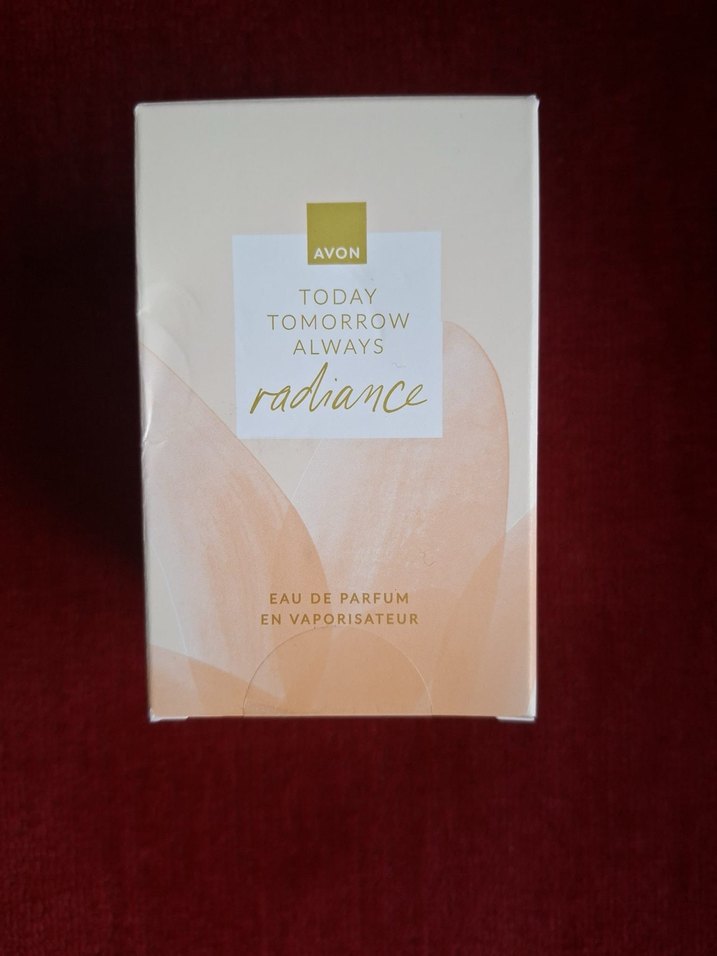 AVON
TODAY
TOMORROW
ALWAYS
radiance
EAU DE PARFUM
EN VAPORISATEUR